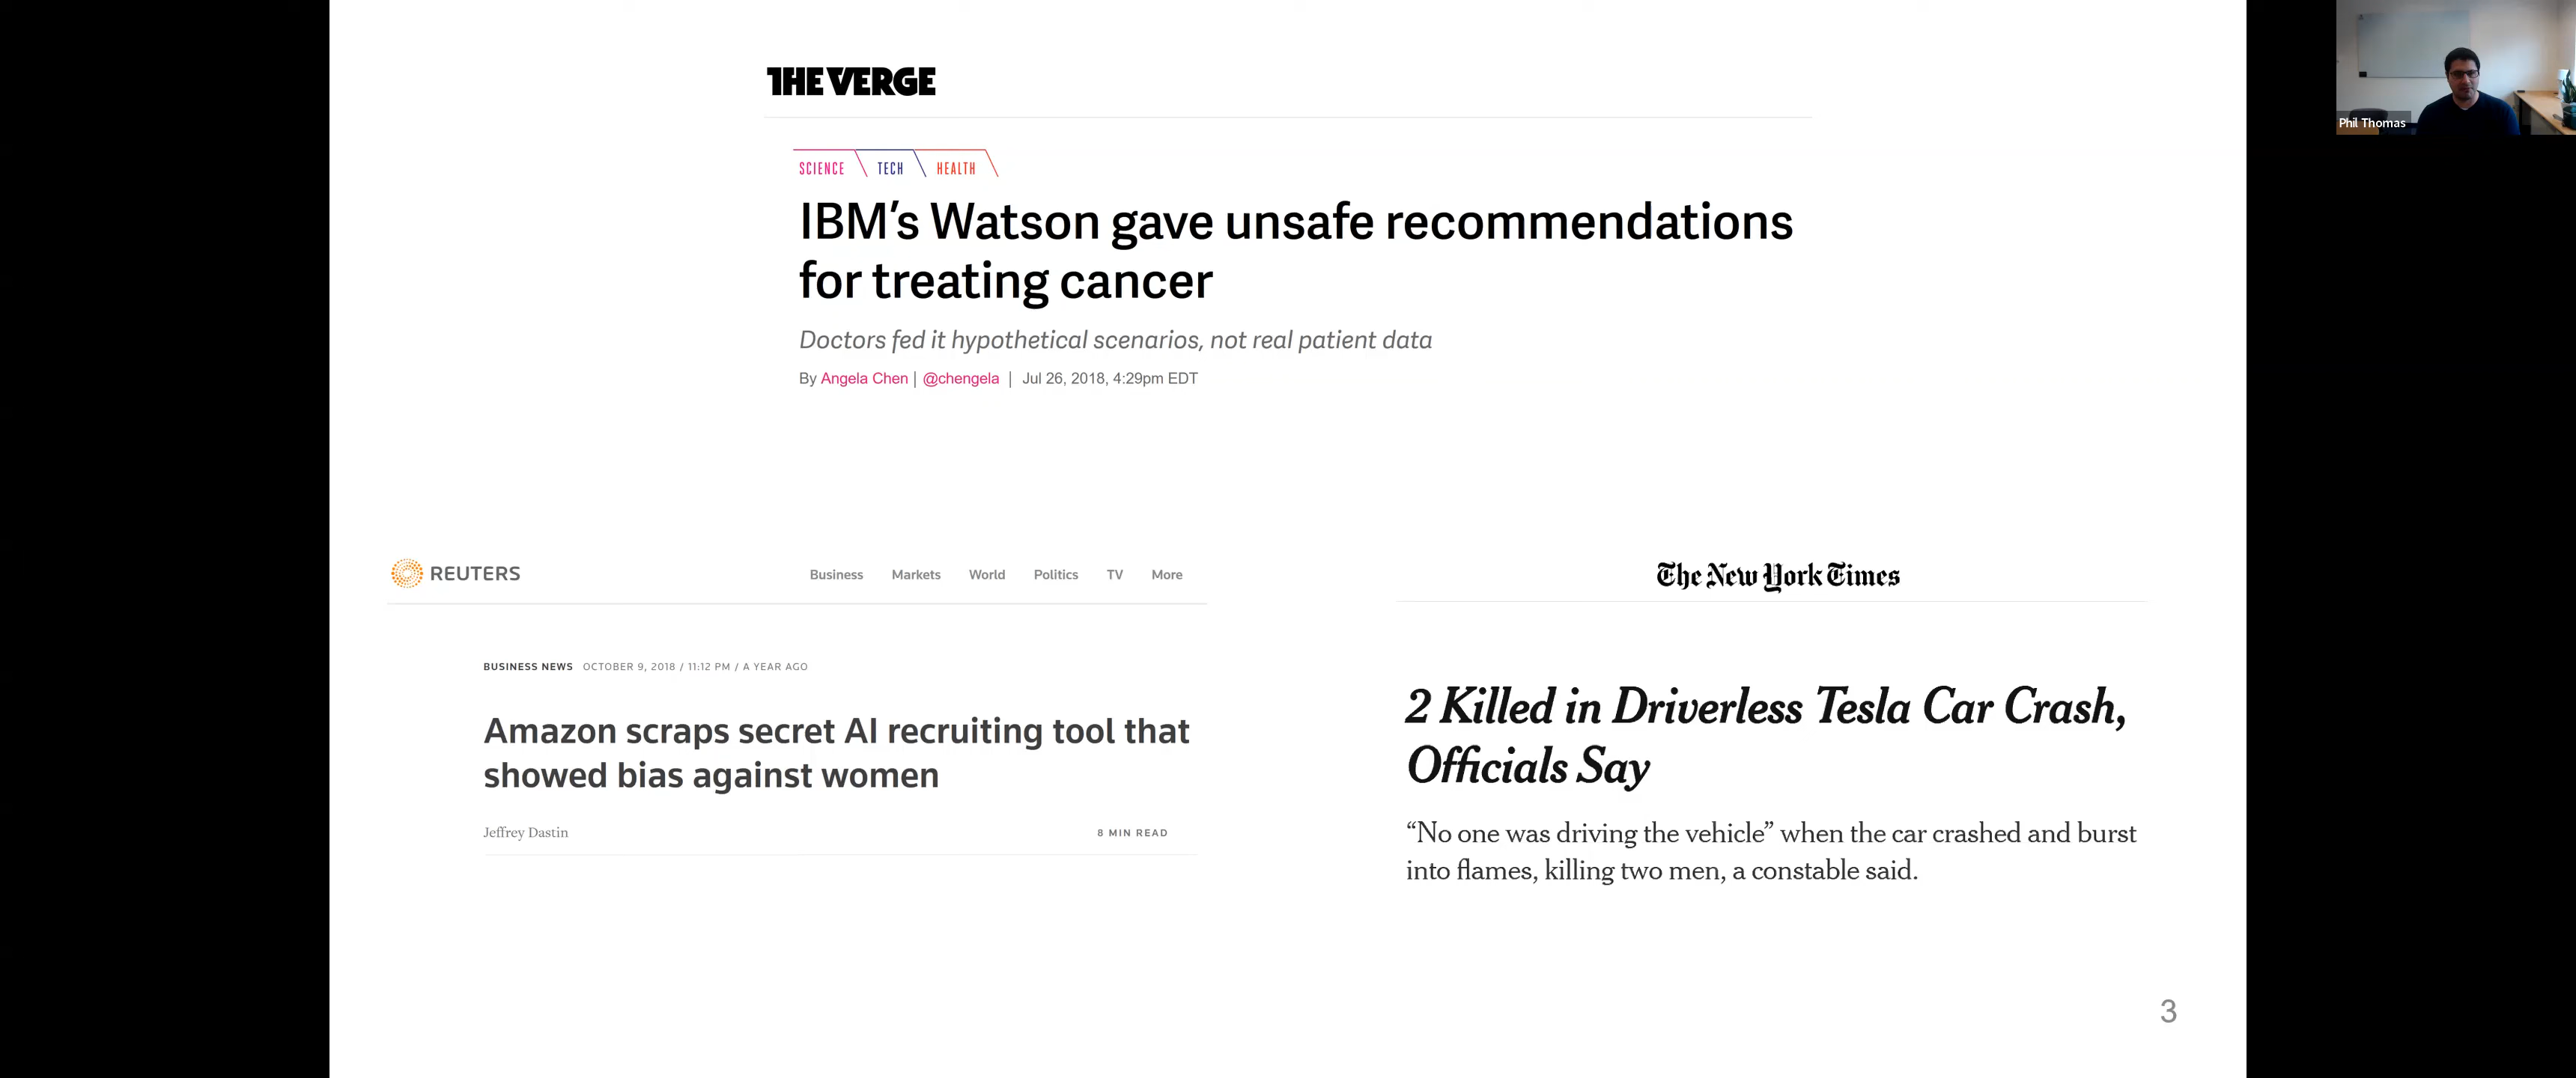 THE VERGE
Phil Thomas
SCIENCE TECH HEALTH
IBM's Watson gave unsafe recommendations
for treating cancer
Doctors fed it hypothetical scenarios, not real patient data
By Angela Chen | @chengela | Jul 26, 2018, 4:29pm EDT
REUTERS
Business Markets World Politics TV More
BUSINESS NEWS OCTOBER 9, 2018 / 11:12 PM / A YEAR AGO
Amazon scraps secret AI recruiting tool that
showed bias against women
Jeffrey Dastin
8 MIN READ
The New York Times
2 Killed in Driverless Tesla Car Crash,
Officials Say
“No one was driving the vehicle” when the car crashed and burst
into flames, killing two men, a constable said.
3